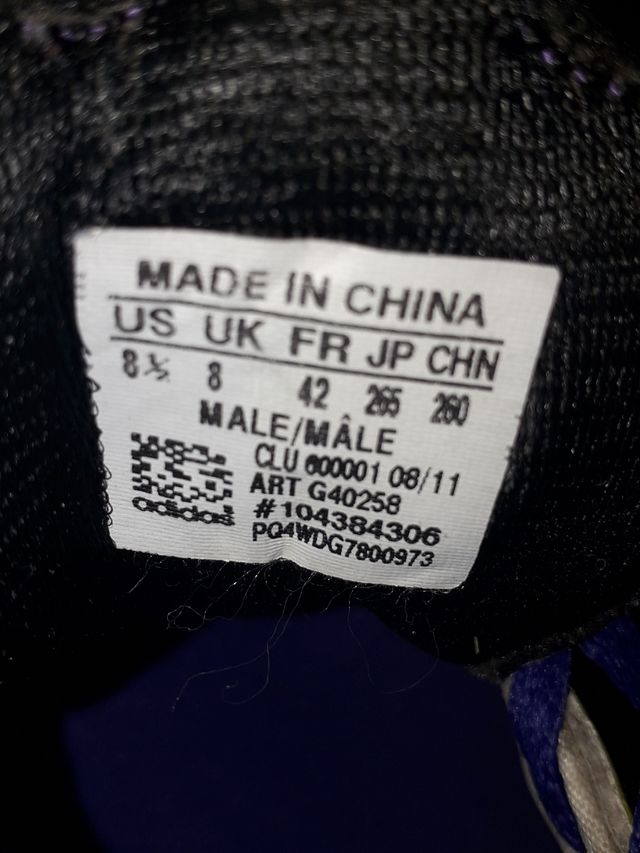 MADE IN CHINA
US UK FR JP CHN
8½ 8 42 265 260
MALE/MÂLE
CLU 600001 08/11
ART G40258
#104384306
PQ4WDG7800973
adidas